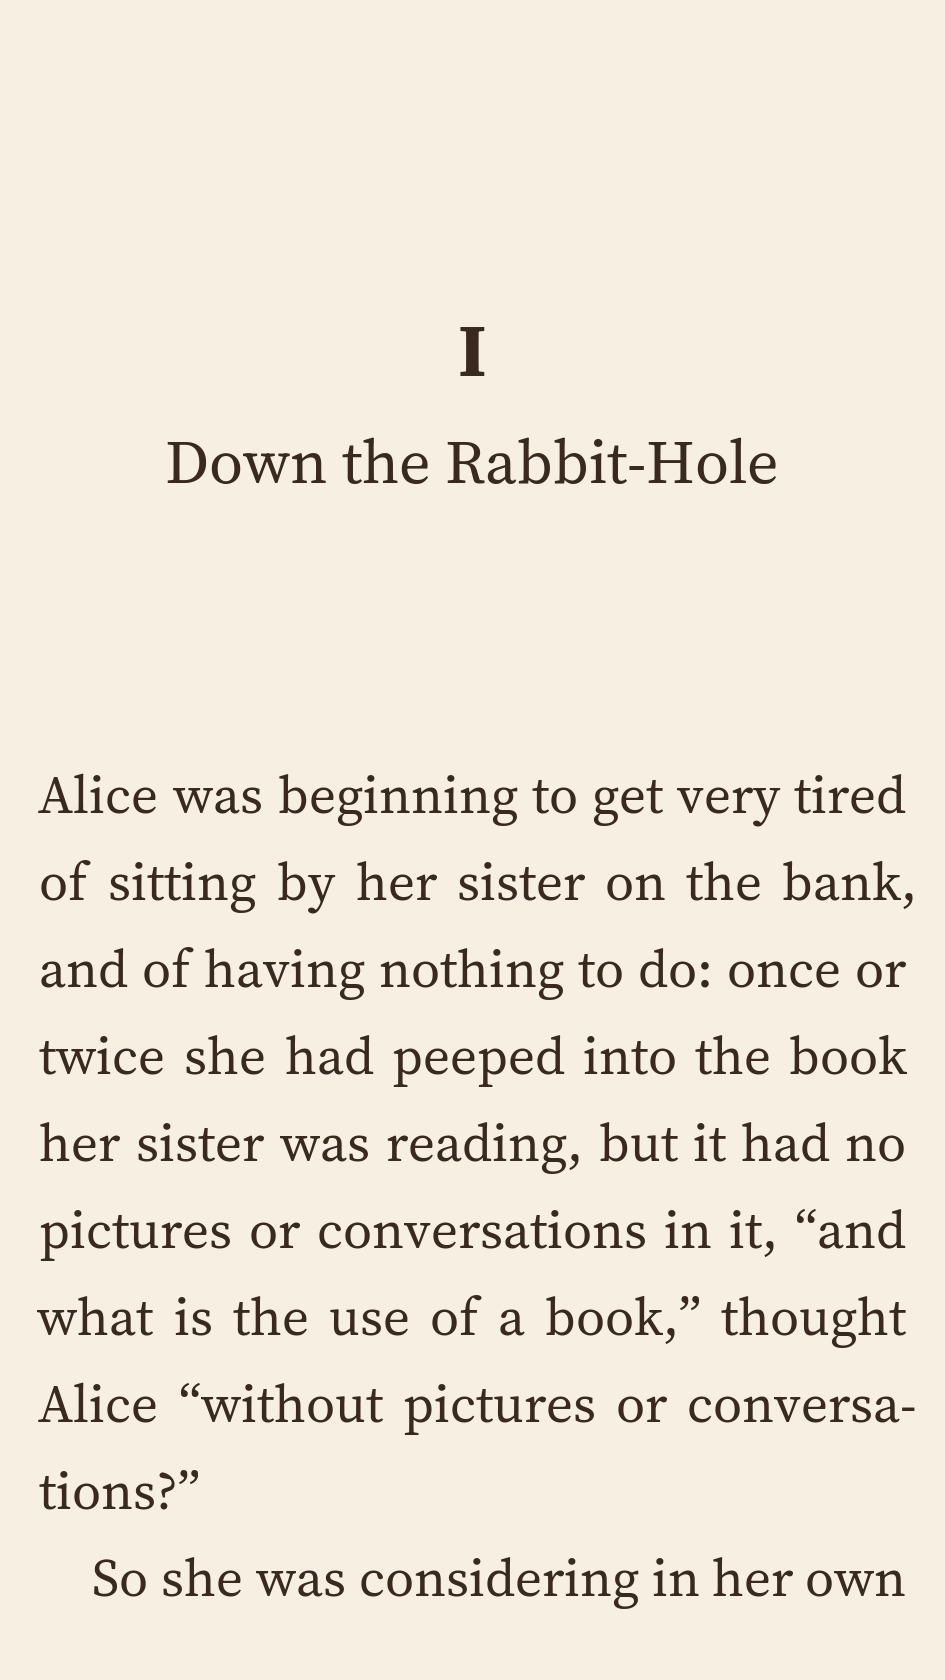 I
Down the Rabbit-Hole
Alice was beginning to get very tired
of sitting by her sister on the bank,
and of having nothing to do: once or
twice she had peeped into the book
her sister was reading, but it had no
pictures or conversations in it, “and
what is the use of a book,” thought
Alice “without pictures or conversa-
tions?”
So she was considering in her own